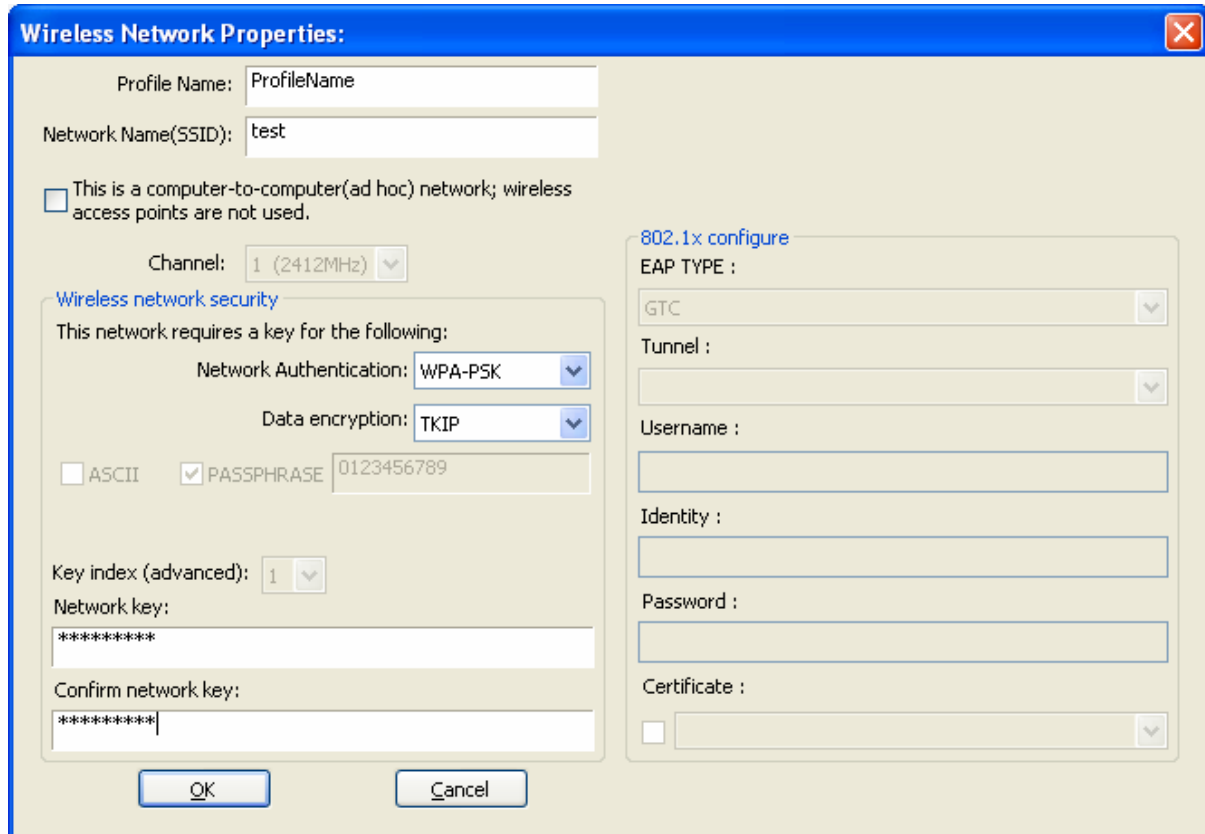 Wireless Network Properties:
Profile Name: ProfileName
Network Name(SSID): test
This is a computer-to-computer(ad hoc) network; wireless
access points are not used.
Channel: 1 (2412MHz)
Wireless network security
This network requires a key for the following:
Network Authentication: WPA-PSK
Data encryption: TKIP
ASCII PASSPHRASE 0123456789
Key index (advanced): 1
Network key:
*********
Confirm network key:
*********
OK Cancel
802.1x configure
EAP TYPE :
GTC
Tunnel :
Username :
Identity :
Password :
Certificate :